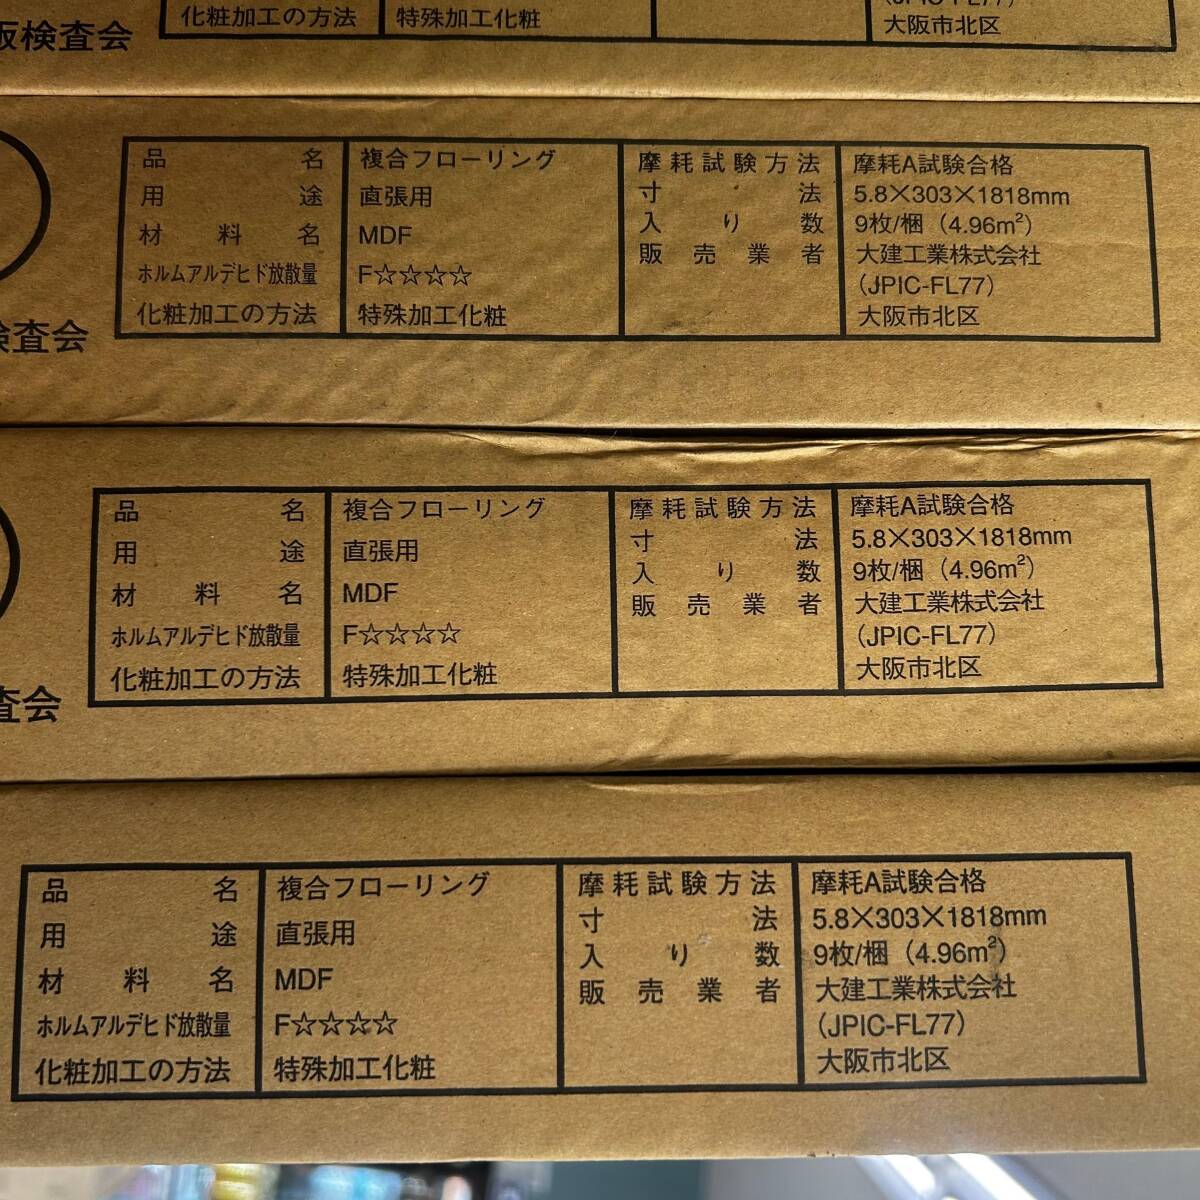 化粧加工の方法 特殊加工化粧
(JPIC-FL77)
大阪市北区
板検査会
品名 複合フローリング 摩耗試験方法 摩耗A試験合格
用途 直張用 寸法 5.8×303×1818mm
材料名 MDF 入り数 9枚/梱（4.96m²）
ホルムアルデヒド放散量 F☆☆☆☆ 販売業者 大建工業株式会社
(JPIC-FL77)
化粧加工の方法 特殊加工化粧 大阪市北区
検査会
品名 複合フローリング 摩耗試験方法 摩耗A試験合格
用途 直張用 寸法 5.8×303×1818mm
材料名 MDF 入り数 9枚/梱（4.96m²）
ホルムアルデヒド放散量 F☆☆☆☆ 販売業者 大建工業株式会社
(JPIC-FL77)
化粧加工の方法 特殊加工化粧 大阪市北区
査会
品名 複合フローリング 摩耗試験方法 摩耗A試験合格
用途 直張用 寸法 5.8×303×1818mm
材料名 MDF 入り数 9枚/梱（4.96m²）
ホルムアルデヒド放散量 F☆☆☆☆ 販売業者 大建工業株式会社
(JPIC-FL77)
化粧加工の方法 特殊加工化粧 大阪市北区